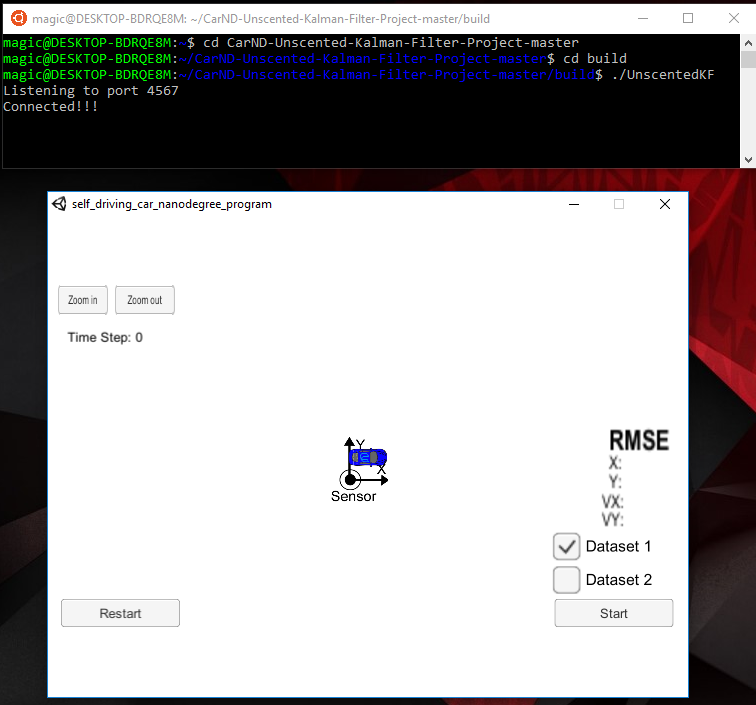 magic@DESKTOP-BDRQE8M: ~/CarND-Unscented-Kalman-Filter-Project-master/build
magic@DESKTOP-BDRQE8M:~$ cd CarND-Unscented-Kalman-Filter-Project-master
magic@DESKTOP-BDRQE8M:~/CarND-Unscented-Kalman-Filter-Project-master$ cd build
magic@DESKTOP-BDRQE8M:~/CarND-Unscented-Kalman-Filter-Project-master/build$ ./UnscentedKF
Listening to port 4567
Connected!!!
self_driving_car_nanodegree_program
Zoom in Zoom out
Time Step: 0
Y
X
Sensor
RMSE
X:
Y:
VX:
VY:
Dataset 1
Dataset 2
Restart Start